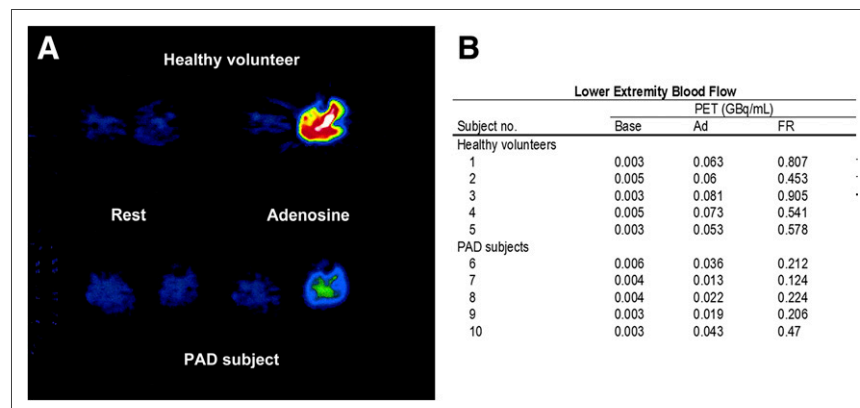 A
Healthy volunteer
Rest Adenosine
PAD subject
B
Lower Extremity Blood Flow
PET (GBq/mL)
Subject no. Base Ad FR
Healthy volunteers
1 0.003 0.063 0.807
2 0.005 0.06 0.453
3 0.003 0.081 0.905
4 0.005 0.073 0.541
5 0.003 0.053 0.578
PAD subjects
6 0.006 0.036 0.212
7 0.004 0.013 0.124
8 0.004 0.022 0.224
9 0.003 0.019 0.206
10 0.003 0.043 0.47